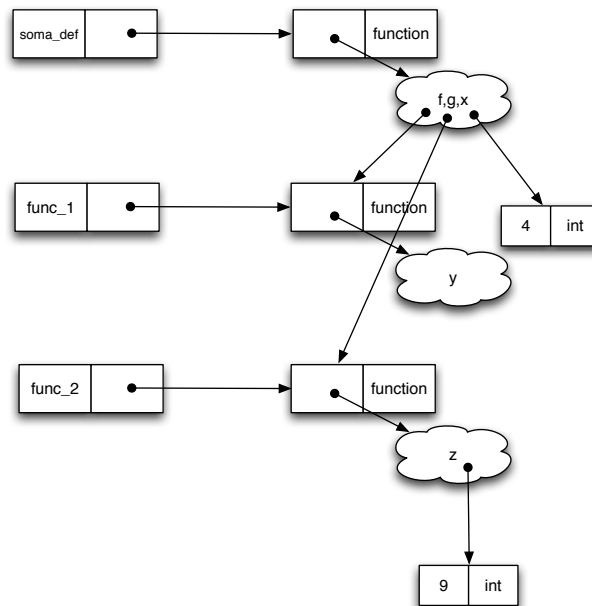 soma_def function
f,g,x
func_1 function
4 int
y
func_2 function
z
9 int